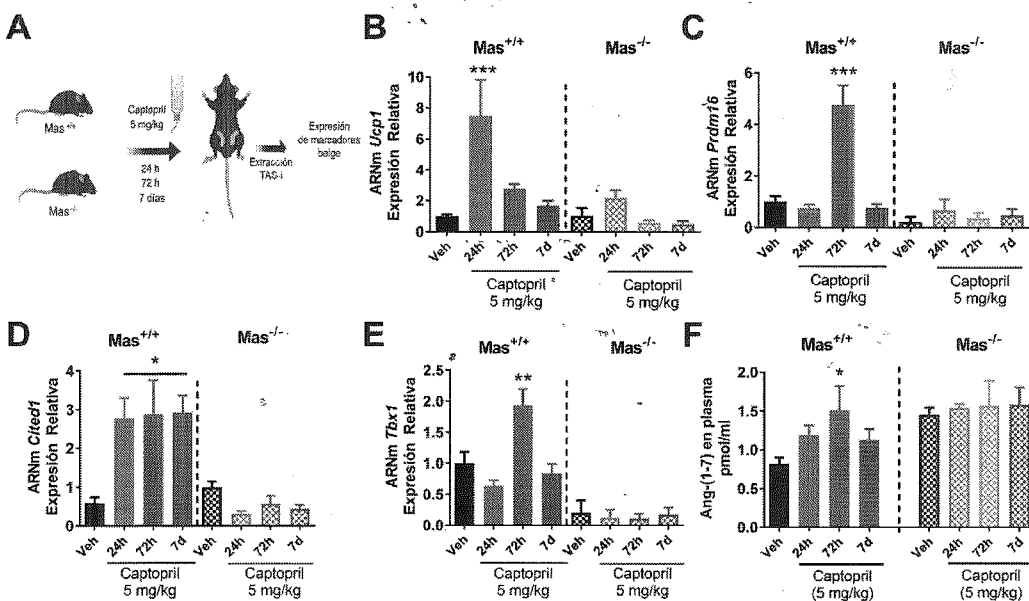 A
Mas+/+
Mas-/-
Captopril
5 mg/kg
24 h
72 h
7 días
Extracción
TAS-i
Expresión
de marcadores
beige
B
Mas+/+
Mas-/-
ARNm Ucp1
Expresión Relativa
10
8
6
4
2
0
***
Veh
24h
72h
7d
Veh
24h
72h
7d
Captopril
5 mg/kg
Captopril
5 mg/kg
C
Mas+/+
Mas-/-
ARNm Prdm16
Expresión Relativa
6
4
2
0
***
Veh
24h
72h
7d
Veh
24h
72h
7d
Captopril
5 mg/kg
Captopril
5 mg/kg
D
Mas+/+
Mas-/-
ARNm Cited1
Expresión Relativa
4
3
2
1
0
*
Veh
24h
72h
7d
Veh
24h
72h
7d
Captopril
5 mg/kg
Captopril
5 mg/kg
E
Mas+/+
Mas-/-
ARNm Tbx1
Expresión Relativa
2.5
2.0
1.5
1.0
0.5
0.0
**
Veh
24h
72h
7d
Veh
24h
72h
7d
Captopril
5 mg/kg
Captopril
5 mg/kg
F
Mas+/+
Mas-/-
Ang-(1-7) en plasma
pmol/ml
2.0
1.5
1.0
0.5
0.0
*
Veh
24h
72h
7d
Veh
24h
72h
7d
Captopril
(5 mg/kg)
Captopril
(5 mg/kg)